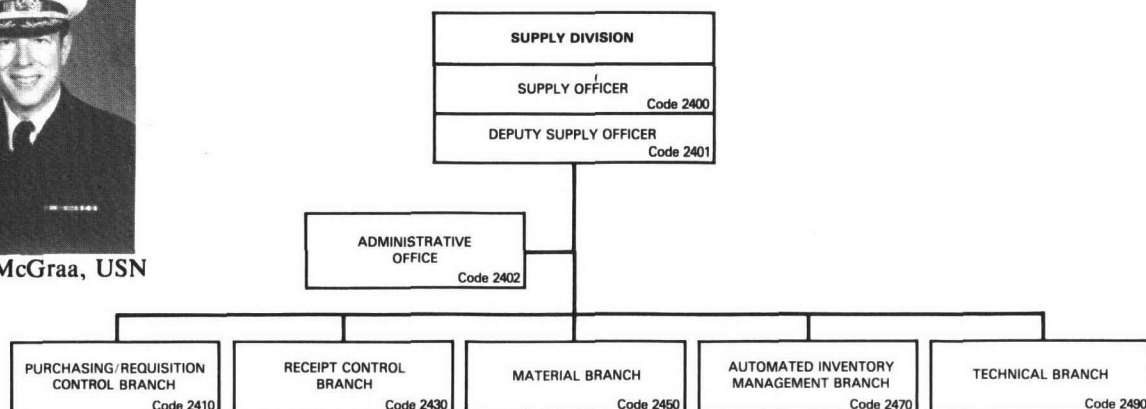 SUPPLY DIVISION
SUPPLY OFFICER
Code 2400
DEPUTY SUPPLY OFFICER
Code 2401
ADMINISTRATIVE
OFFICE
Code 2402
McGraa, USN
PURCHASING/REQUISITION
CONTROL BRANCH
Code 2410
RECEIPT CONTROL
BRANCH
Code 2430
MATERIAL BRANCH
Code 2450
AUTOMATED INVENTORY
MANAGEMENT BRANCH
Code 2470
TECHNICAL BRANCH
Code 2490